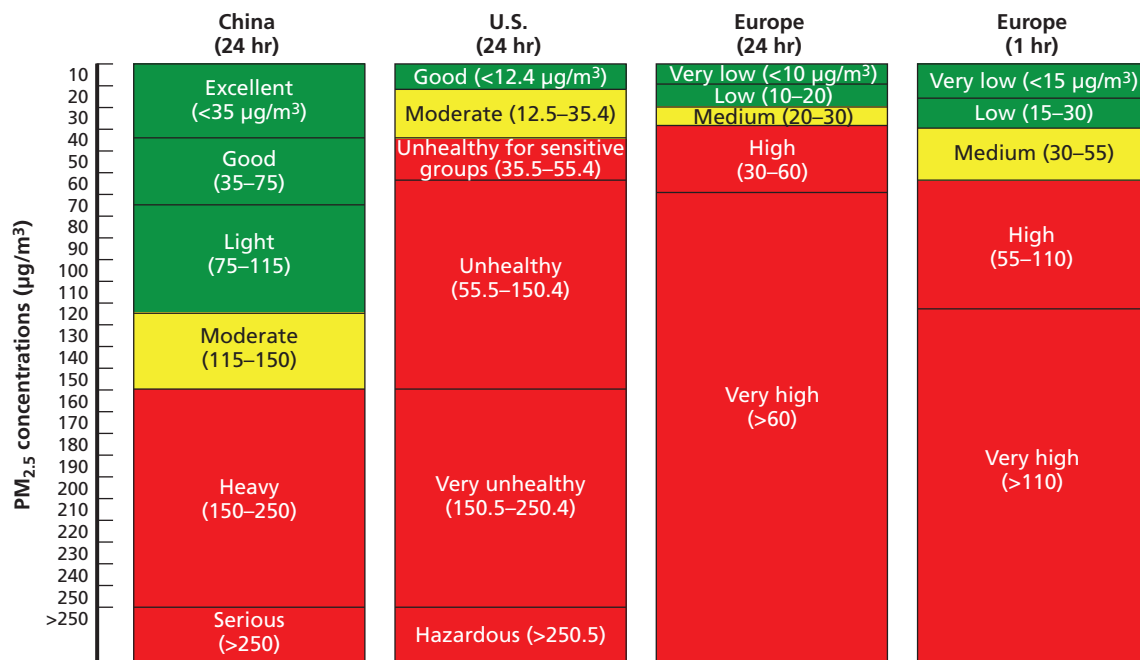 China
(24 hr)
U.S.
(24 hr)
Europe
(24 hr)
Europe
(1 hr)
PM2.5 concentrations (µg/m³)
10
20
30
40
50
60
70
80
90
100
110
120
130
140
150
160
170
180
190
200
210
220
230
240
250
>250
Excellent
(<35 µg/m³)
Good
(35–75)
Light
(75–115)
Moderate
(115–150)
Heavy
(150–250)
Serious
(>250)
Good (<12.4 µg/m³)
Moderate (12.5–35.4)
Unhealthy for sensitive
groups (35.5–55.4)
Unhealthy
(55.5–150.4)
Very unhealthy
(150.5–250.4)
Hazardous (>250.5)
Very low (<10 µg/m³)
Low (10–20)
Medium (20–30)
High
(30–60)
Very high
(>60)
Very low (<15 µg/m³)
Low (15–30)
Medium (30–55)
High
(55–110)
Very high
(>110)